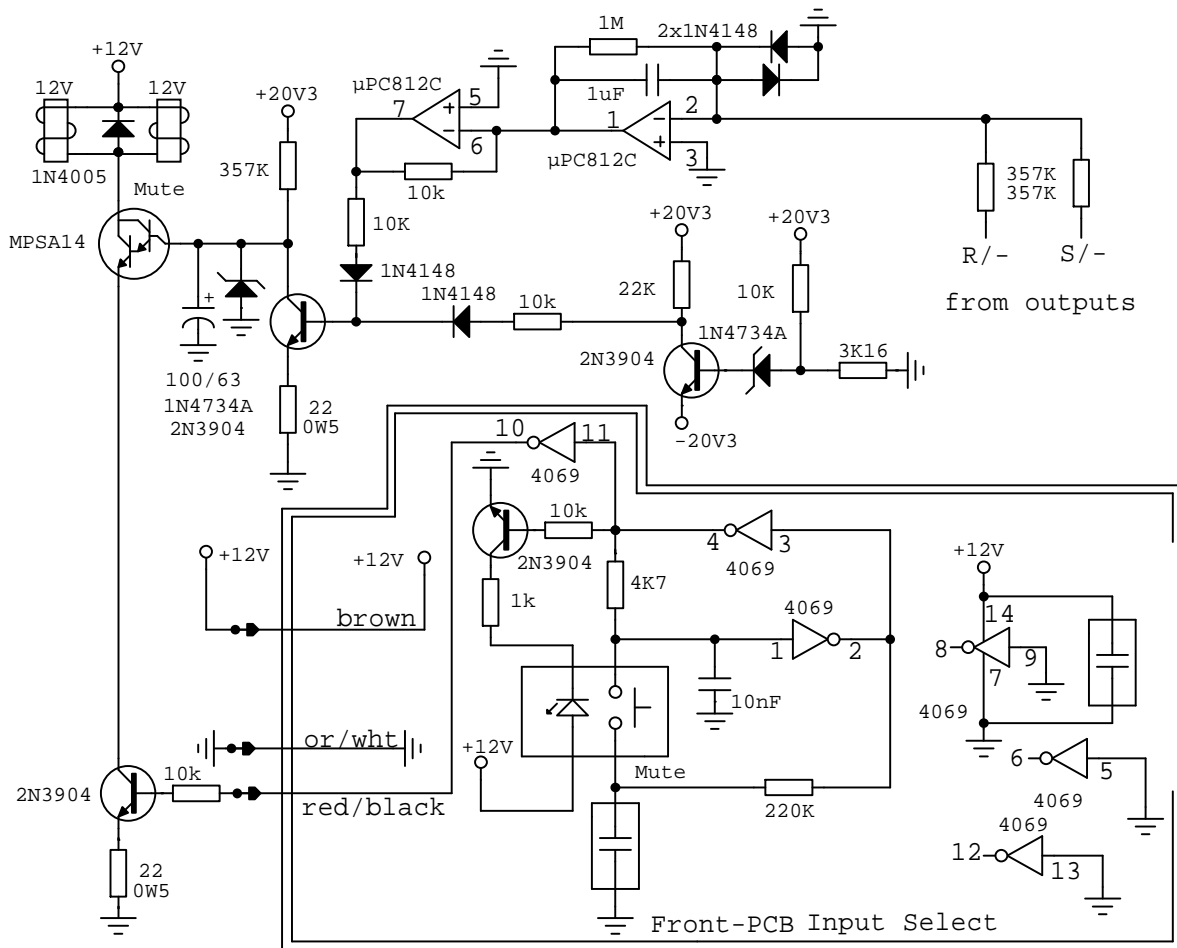 1M
2x1N4148
+12V
12V
12V
+20V3
µPC812C
7
5
+
-
6
1uF
1
2
-
+
3
µPC812C
1N4005
357K
Mute
10k
10K
357K
357K
MPSA14
+20V3
+20V3
R/-
S/-
1N4148
1N4148
10k
22K
10K
from outputs
+
1N4734A
2N3904
3K16
100/63
1N4734A
2N3904
22
0W5
-20V3
10
11
4069
10k
4
3
2N3904
4069
+12V
+12V
+12V
4K7
1k
4069
brown
1
2
14
8
9
7
10nF
4069
or/wht
+12V
6
5
10k
Mute
2N3904
red/black
220K
4069
4069
12
13
22
0W5
Front-PCB Input Select